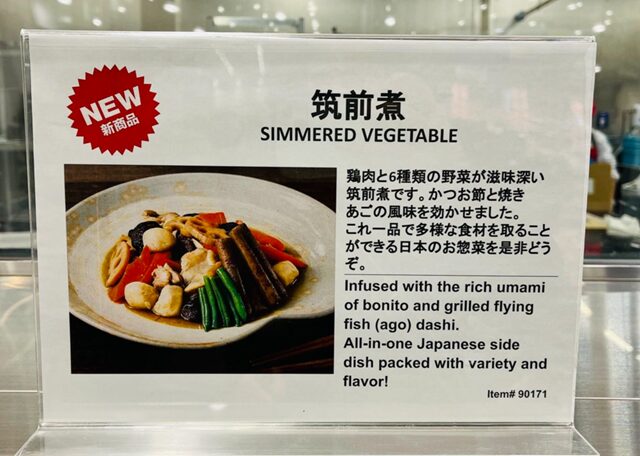 NEW
新商品
筑前煮
SIMMERED VEGETABLE
鶏肉と6種類の野菜が滋味深い
筑前煮です。かつお節と焼き
あごの風味を効かせました。
これ一品で多様な食材を取ること
ができる日本のお惣菜を是非どう
ぞ。
Infused with the rich umami
of bonito and grilled flying
fish (ago) dashi.
All-in-one Japanese side
dish packed with variety and
flavor!
Item# 90171